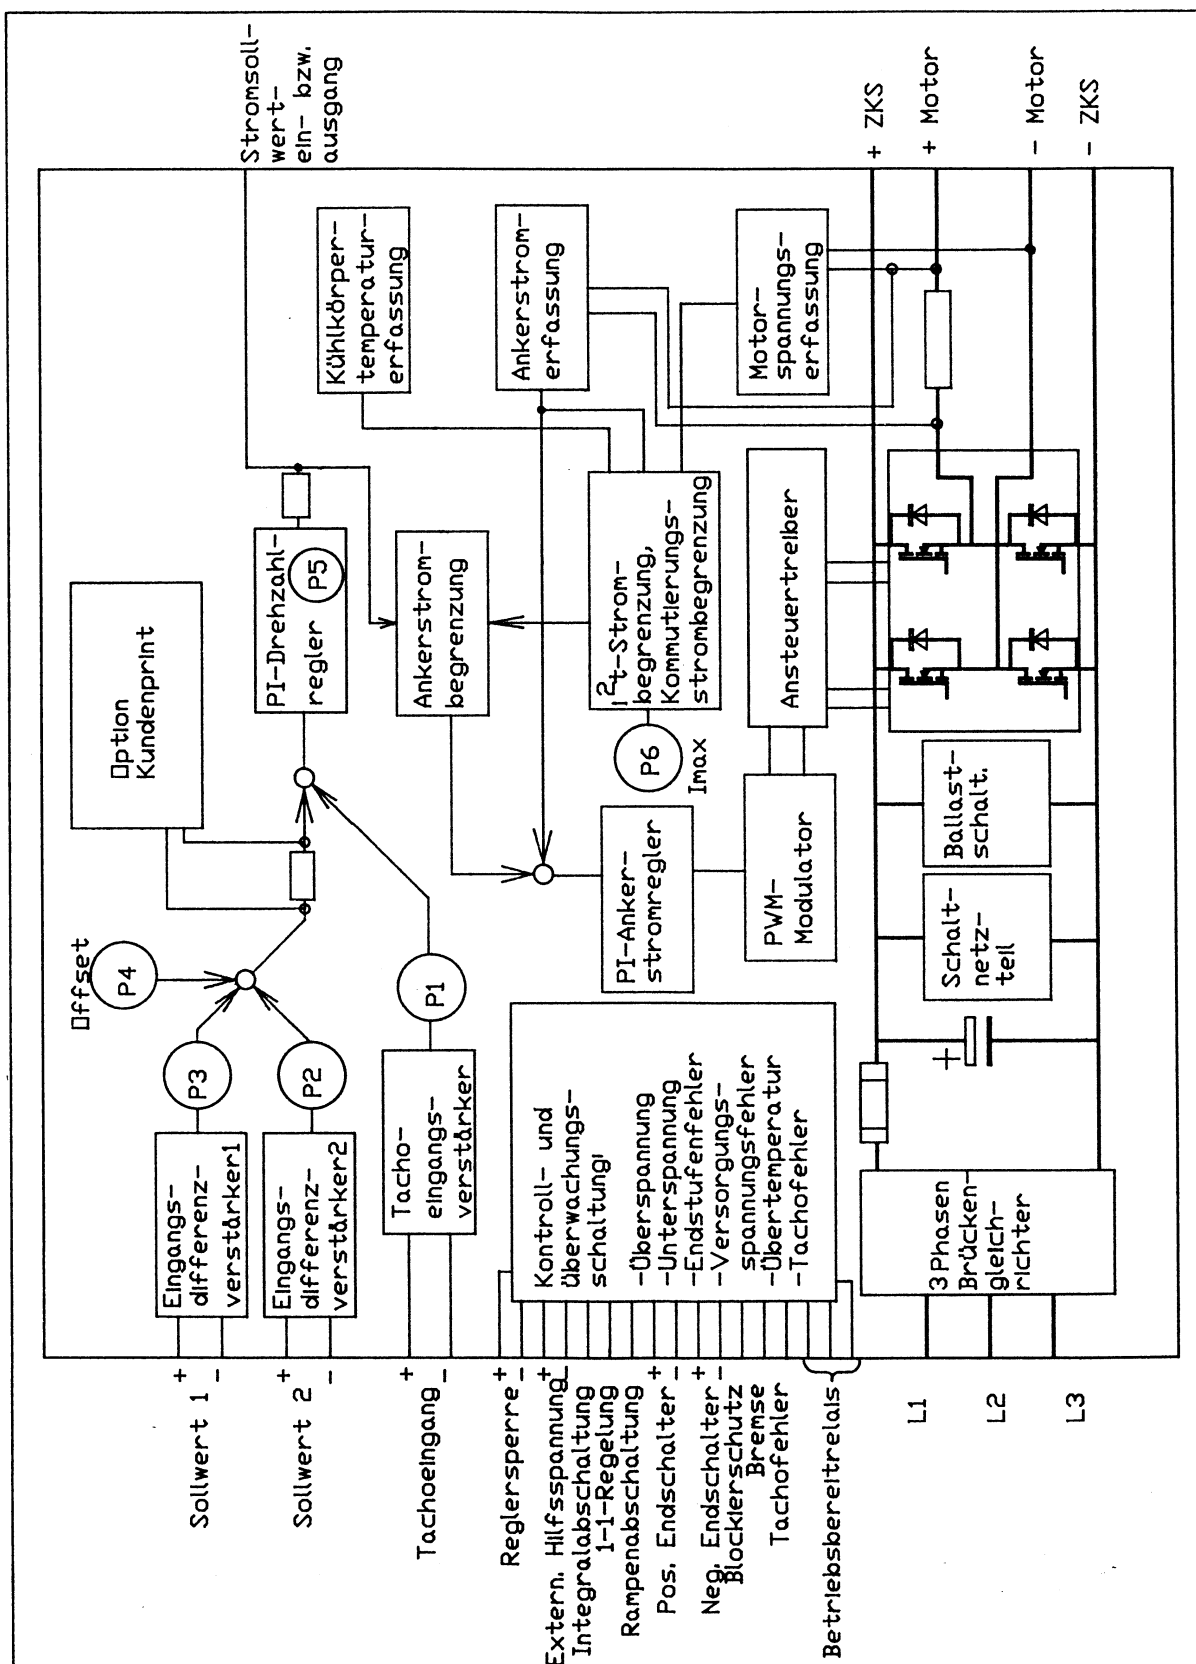 Stromsoll-
wert-
ein- bzw.
ausgang
+ ZKS
+ Motor
- Motor
- ZKS
Kühlkörper-
temperatur-
erfassung
Ankerstrom-
erfassung
Motor-
spannungs-
erfassung
Option
Kundenprint
PI-Drehzahl-
regler
P5
Ankerstrom-
begrenzung
I²t-Strom-
begrenzung,
Kommutierungs-
strombegrenzung
P6
Imax
Ansteuertreiber
PI-Anker-
stromregler
PWM-
Modulator
Ballast-
schalt.
Schalt-
netz-
teil
+
Offset
P4
P3
P2
P1
Eingangs-
differenz-
verstärker1
Eingangs-
differenz-
verstärker2
Tacho-
eingangs-
verstärker
Kontroll- und
überwachungs-
schaltung:
-Überspannung
-Unterspannung
-Endstufenfehler
-Versorgungs-
spannungsfehler
-Übertemperatur
-Tachofehler
3Phasen
Brücken-
gleich-
richter
Sollwert 1 +
-
Sollwert 2 +
-
Tachoeingang +
-
Reglersperre +
-
Extern. Hilfsspannung +
-
Integralabschaltung
I-I-Regelung
Rampenabschaltung
Pos. Endschalter +
-
Neg. Endschalter +
-
Blockierschutz
Bremse
Tachofehler
Betriebsbereitrelais
L1
L2
L3